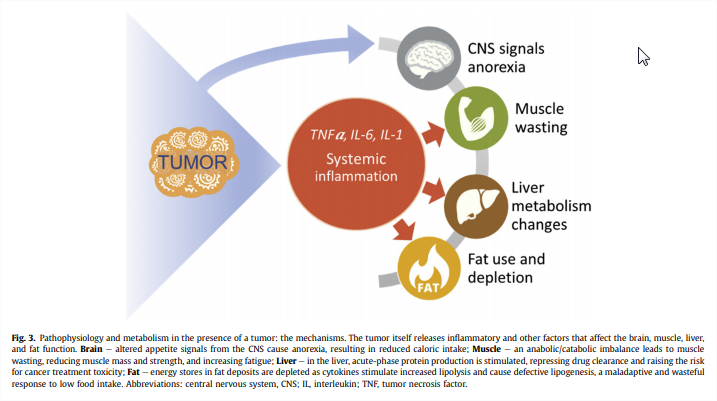 CNS signals
anorexia
Muscle
wasting
TNFα, IL-6, IL-1
Systemic
inflammation
TUMOR
Liver
metabolism
changes
Fat use and
depletion
FAT
Fig. 3. Pathophysiology and metabolism in the presence of a tumor: the mechanisms. The tumor itself releases inflammatory and other factors that affect the brain, muscle, liver,
and fat function. Brain – altered appetite signals from the CNS cause anorexia, resulting in reduced caloric intake; Muscle – an anabolic/catabolic imbalance leads to muscle
wasting, reducing muscle mass and strength, and increasing fatigue; Liver – in the liver, acute-phase protein production is stimulated, repressing drug clearance and raising the risk
for cancer treatment toxicity; Fat – energy stores in fat deposits are depleted as cytokines stimulate increased lipolysis and cause defective lipogenesis, a maladaptive and wasteful
response to low food intake. Abbreviations: central nervous system, CNS; IL, interleukin; TNF, tumor necrosis factor.